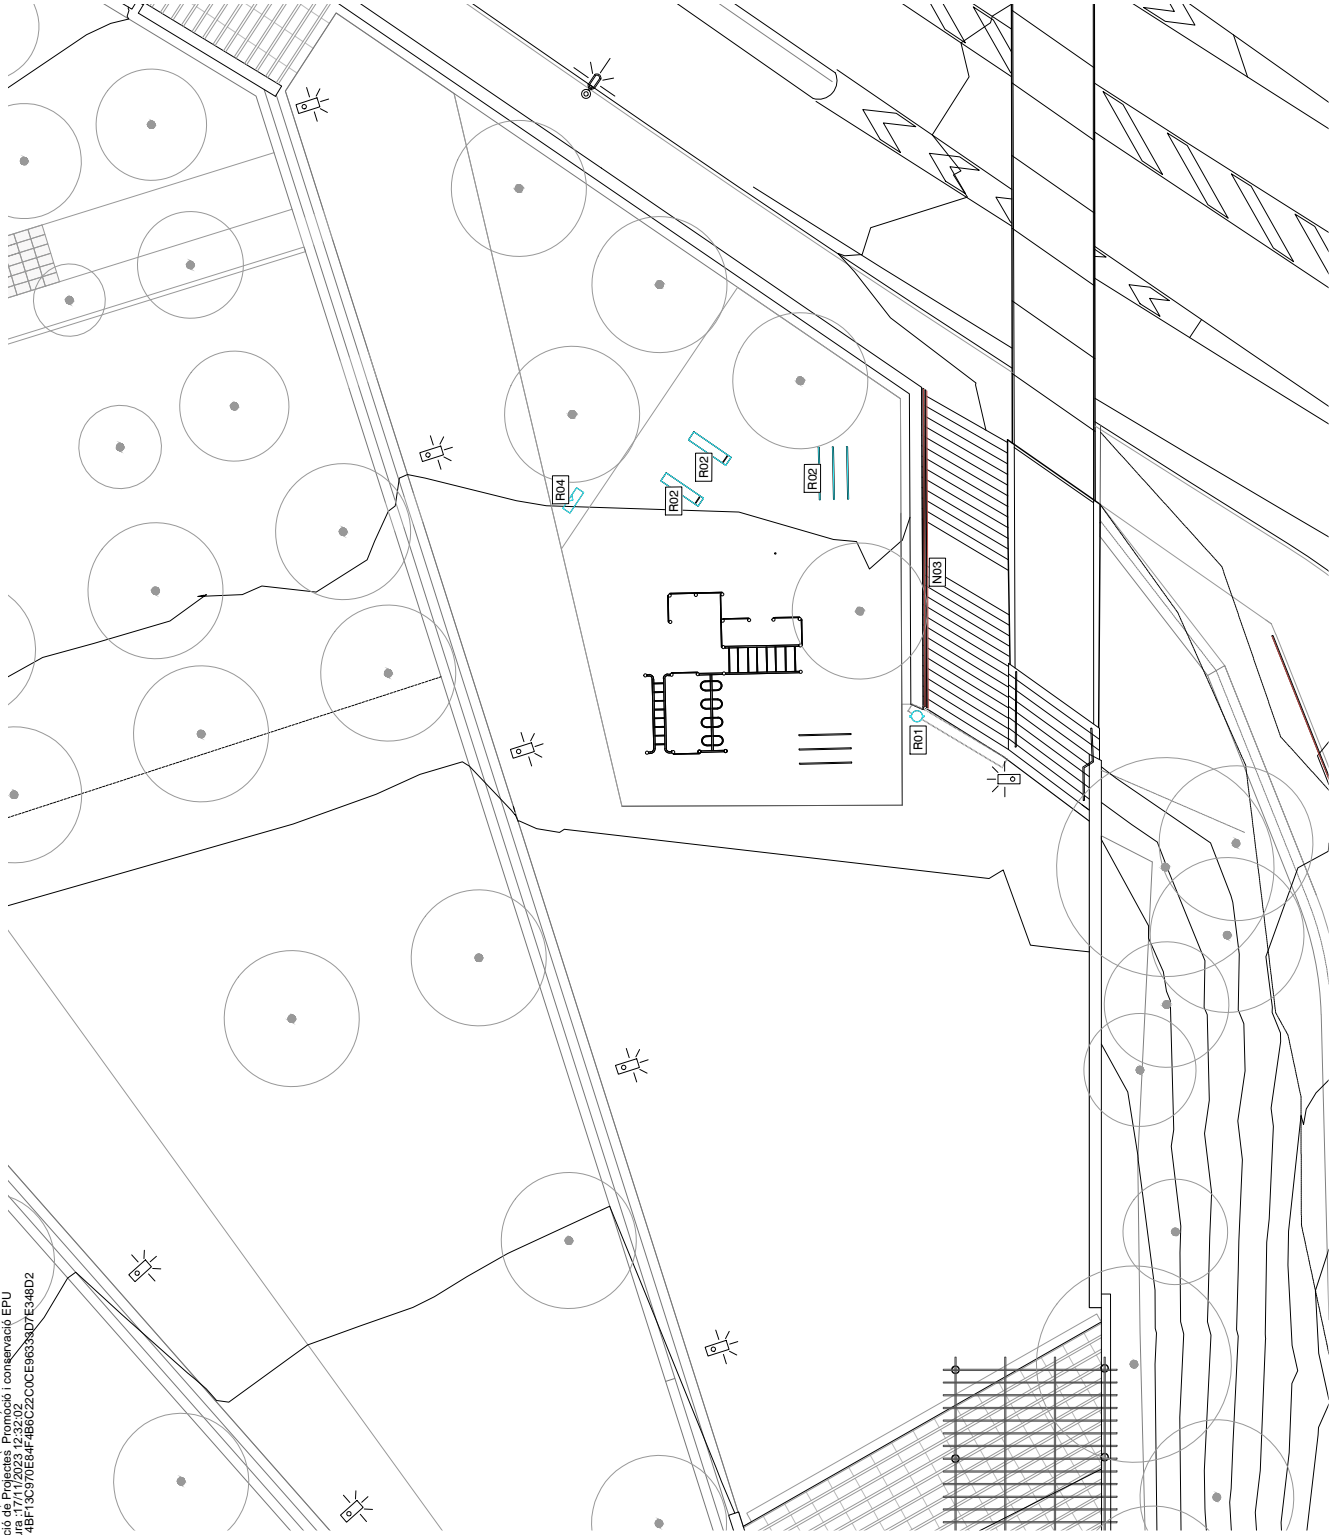 R04
R02
R02
R02
N03
R01
ció de Projectes Promoció i conservació EPU
ura :17/11/2023 12:32:02